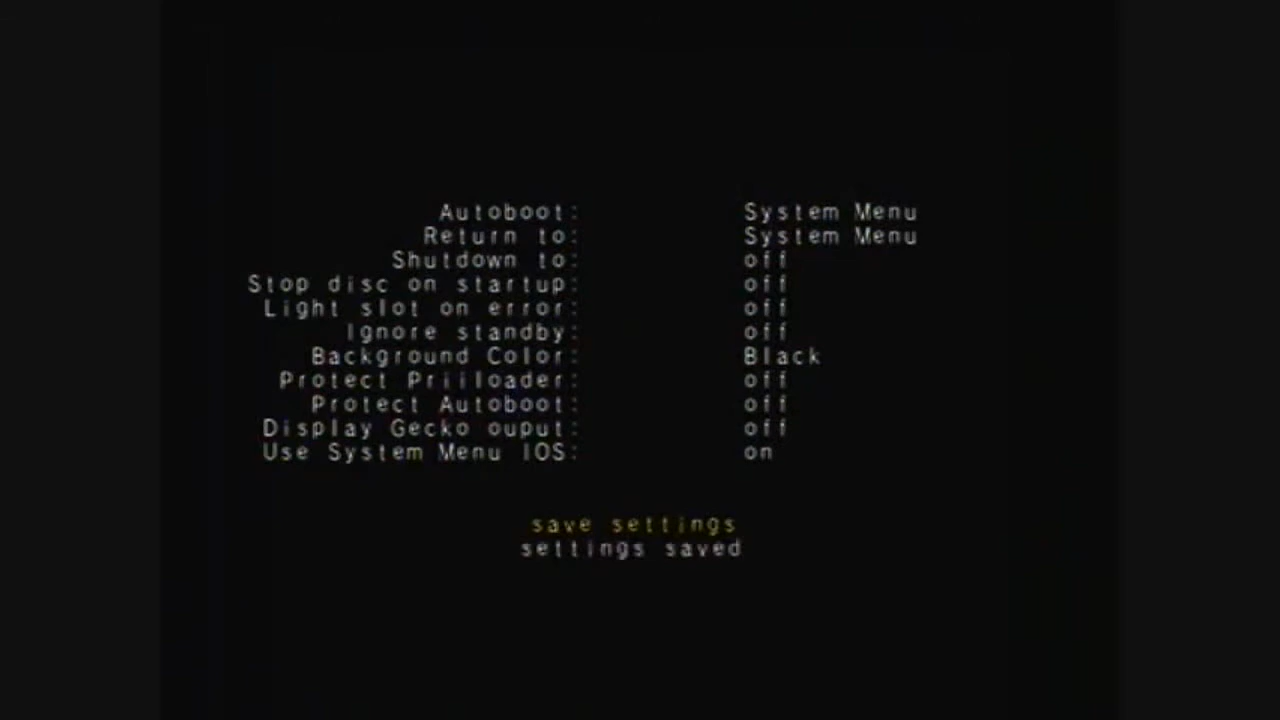 Autoboot: System Menu
Return to: System Menu
Shutdown to: off
Stop disc on startup: off
Light slot on error: off
Ignore standby: off
Background Color: Black
Protect Priiloader: off
Protect Autoboot: off
Display Gecko ouput: off
Use System Menu IOS: on
save settings
settings saved